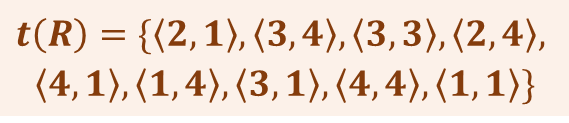 t(R) = {⟨2, 1⟩, ⟨3, 4⟩, ⟨3, 3⟩, ⟨2, 4⟩,
⟨4, 1⟩, ⟨1, 4⟩, ⟨3, 1⟩, ⟨4, 4⟩, ⟨1, 1⟩}